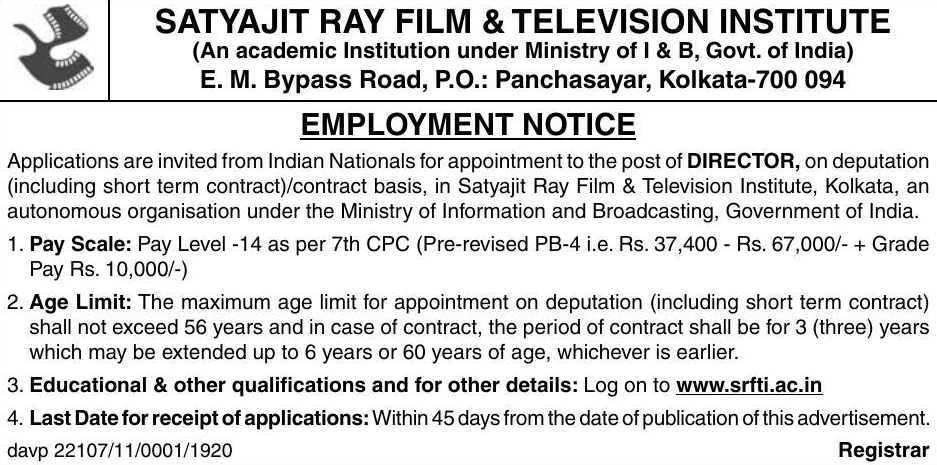 SATYAJIT RAY FILM & TELEVISION INSTITUTE
(An academic Institution under Ministry of I & B, Govt. of India)
E. M. Bypass Road, P.O.: Panchasayar, Kolkata-700 094
EMPLOYMENT NOTICE
Applications are invited from Indian Nationals for appointment to the post of DIRECTOR, on deputation
(including short term contract)/contract basis, in Satyajit Ray Film & Television Institute, Kolkata, an
autonomous organisation under the Ministry of Information and Broadcasting, Government of India.
1. Pay Scale: Pay Level -14 as per 7th CPC (Pre-revised PB-4 i.e. Rs. 37,400 - Rs. 67,000/- + Grade
Pay Rs. 10,000/-)
2. Age Limit: The maximum age limit for appointment on deputation (including short term contract)
shall not exceed 56 years and in case of contract, the period of contract shall be for 3 (three) years
which may be extended up to 6 years or 60 years of age, whichever is earlier.
3. Educational & other qualifications and for other details: Log on to www.srfti.ac.in
4. Last Date for receipt of applications: Within 45 days from the date of publication of this advertisement.
davp 22107/11/0001/1920 Registrar